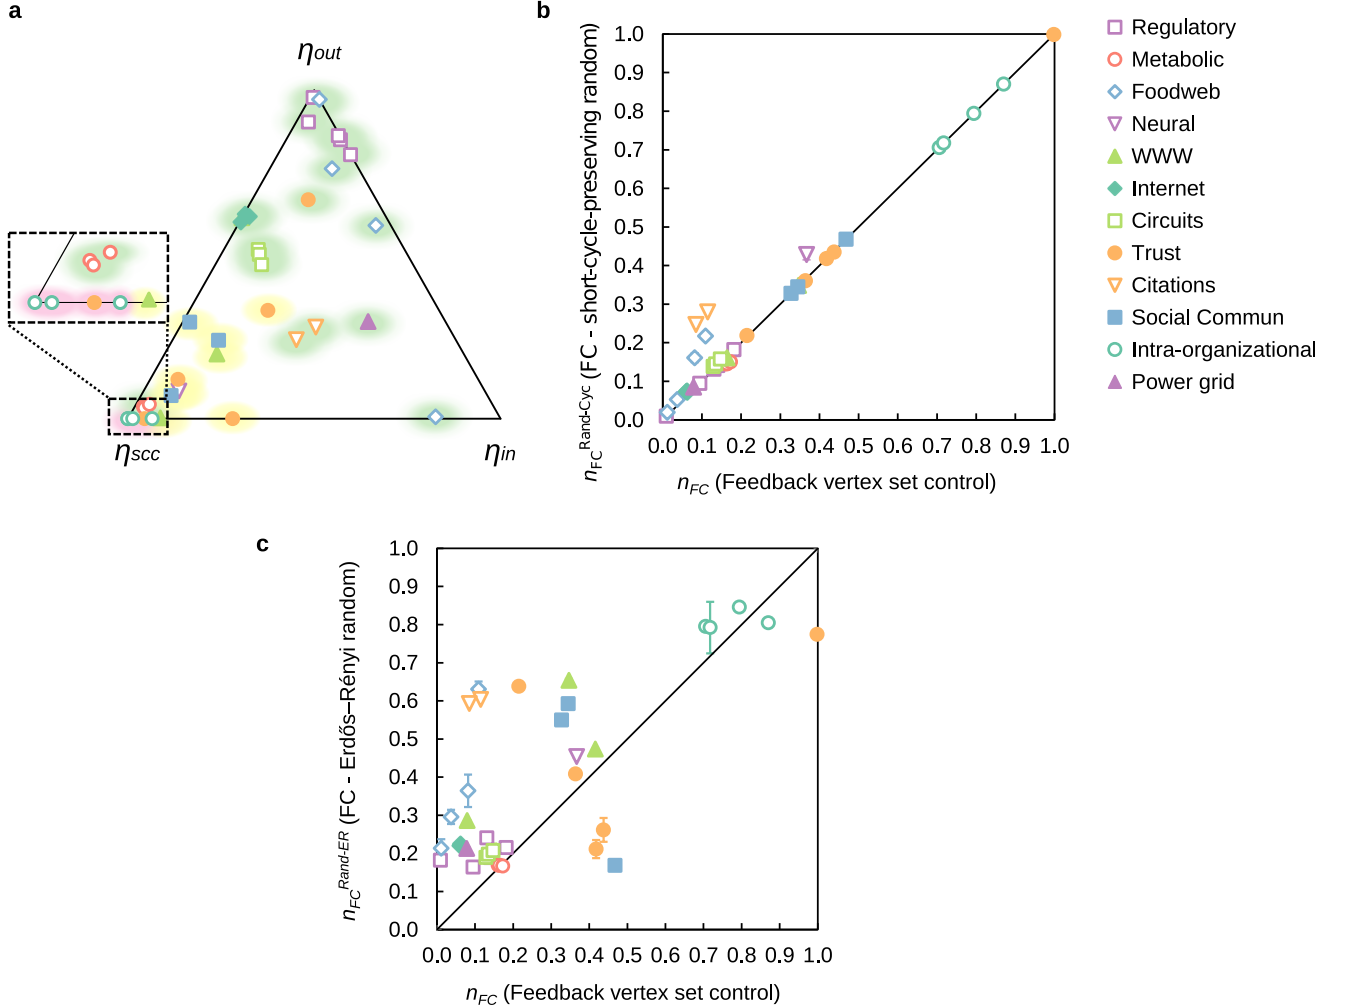 a
ηout
ηscc
ηin
b
nFC^Rand-Cyc (FC - short-cycle-preserving random)
1.0
0.9
0.8
0.7
0.6
0.5
0.4
0.3
0.2
0.1
0.0
0.0 0.1 0.2 0.3 0.4 0.5 0.6 0.7 0.8 0.9 1.0
nFC (Feedback vertex set control)
Regulatory
Metabolic
Foodweb
Neural
WWW
Internet
Circuits
Trust
Citations
Social Commun
Intra-organizational
Power grid
c
nFC^Rand-ER (FC - Erdős–Rényi random)
1.0
0.9
0.8
0.7
0.6
0.5
0.4
0.3
0.2
0.1
0.0
0.0 0.1 0.2 0.3 0.4 0.5 0.6 0.7 0.8 0.9 1.0
nFC (Feedback vertex set control)